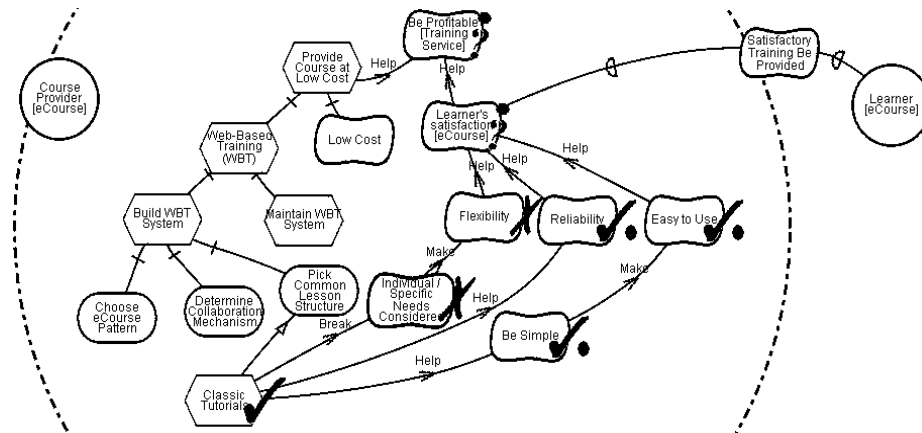 Be Profitable
[Training
Service]
Provide
Course at
Low Cost
Help
Help
Satisfactory
Training Be
Provided
Course
Provider
[eCourse]
Learner
[eCourse]
Learner's
satisfaction
[eCourse]
Web-Based
Training
(WBT)
Low Cost
Help
Help
Help
Build WBT
System
Maintain WBT
System
Flexibility
Reliability
Easy to Use
Make
Make
Pick
Common
Lesson
Structure
Individual /
Specific
Needs
Considered
Choose
eCourse
Pattern
Determine
Collaboration
Mechanism
Break
Help
Be Simple
Help
Classic
Tutorials